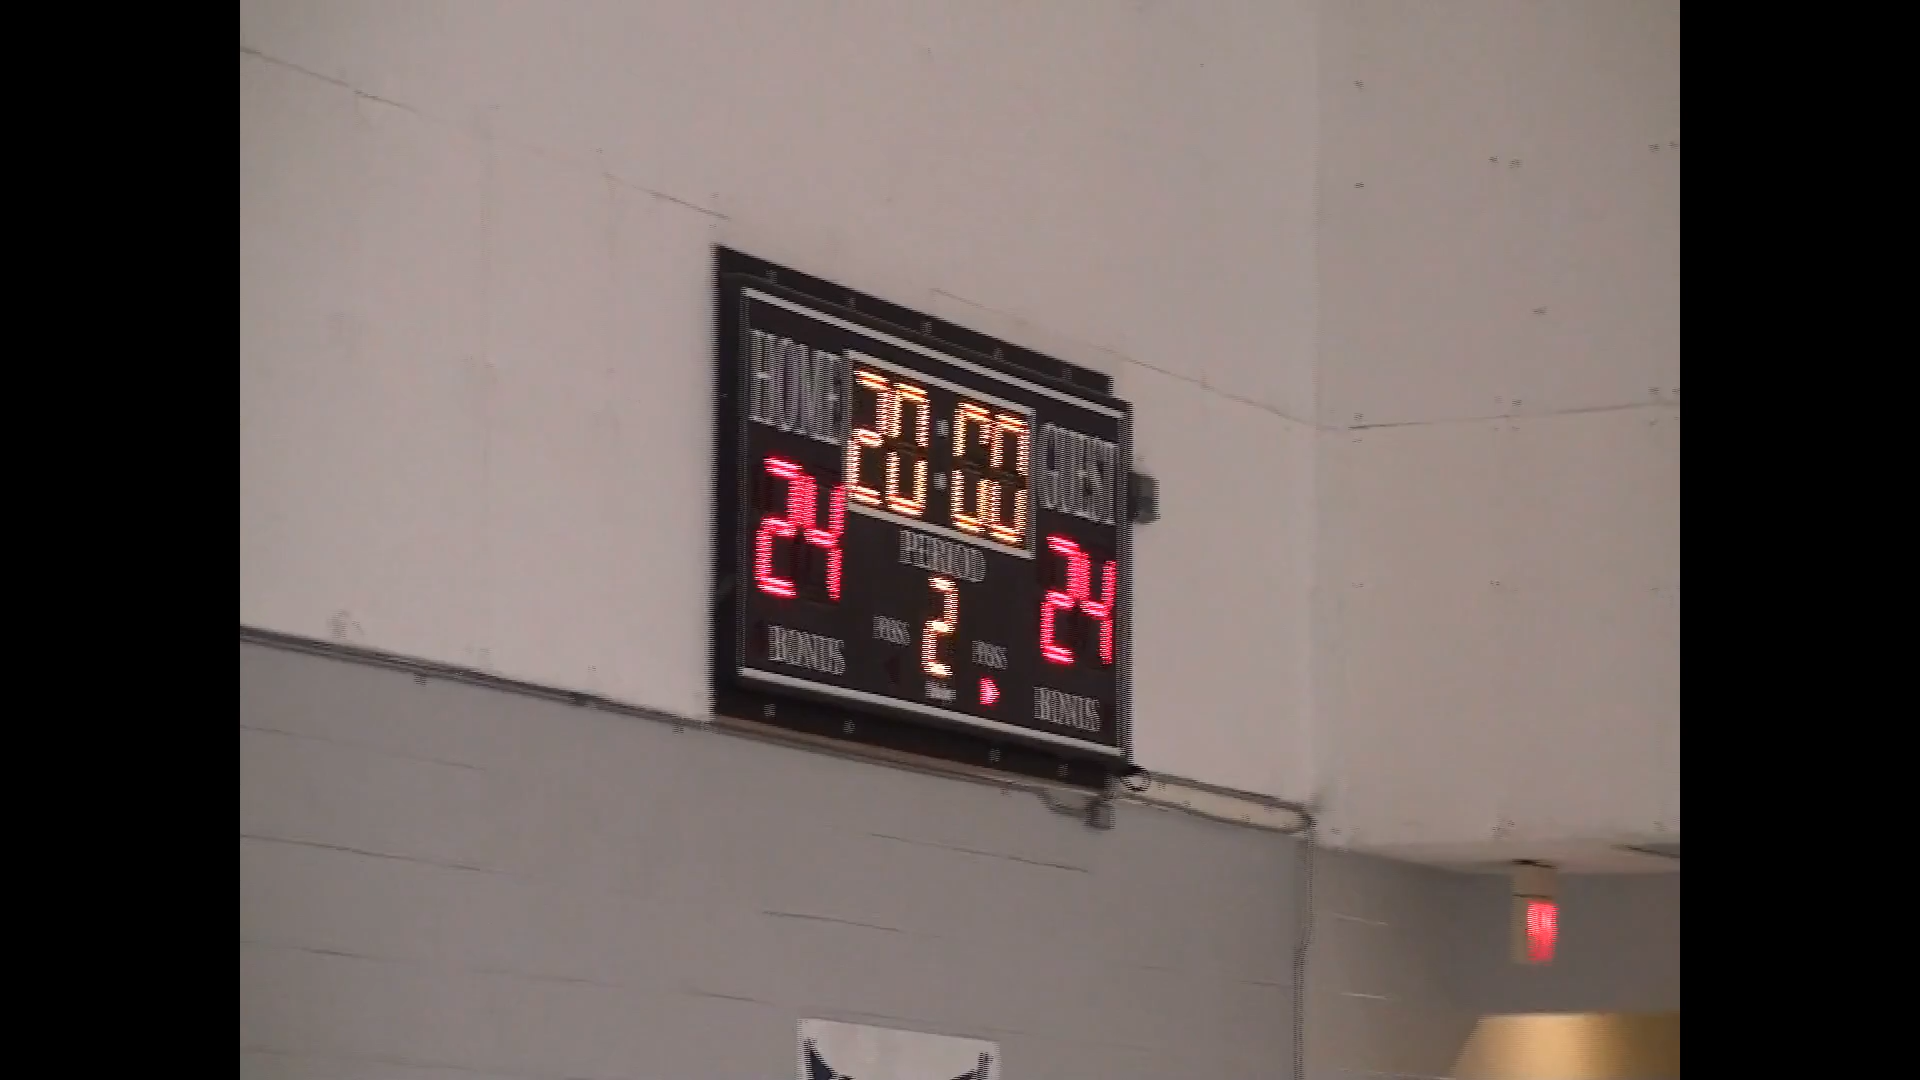 HOME 20:00 GUEST
24 PERIOD 24
2
POSS POSS
BONUS BONUS